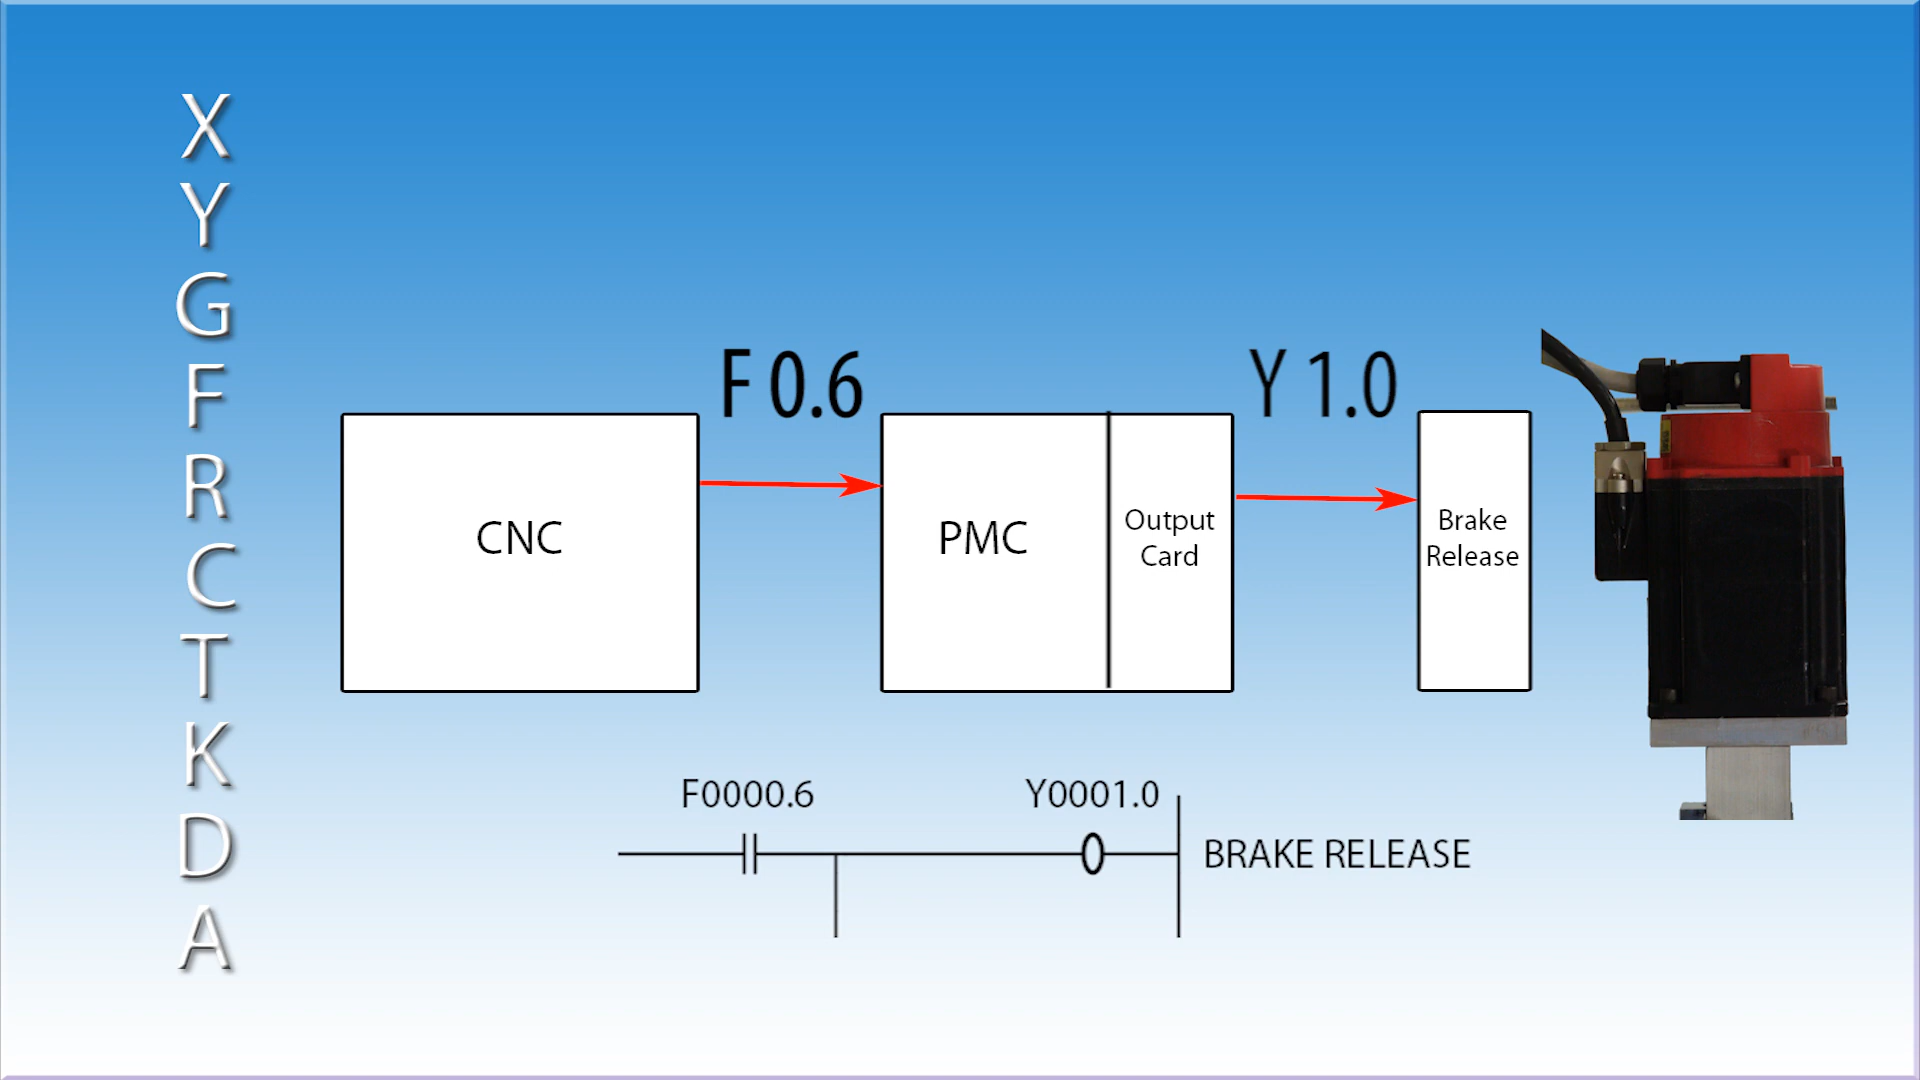 X
Y
G
F
R
C
T
K
D
A
F 0.6
Y 1.0
CNC
PMC
Output
Card
Brake
Release
F0000.6
Y0001.0
BRAKE RELEASE